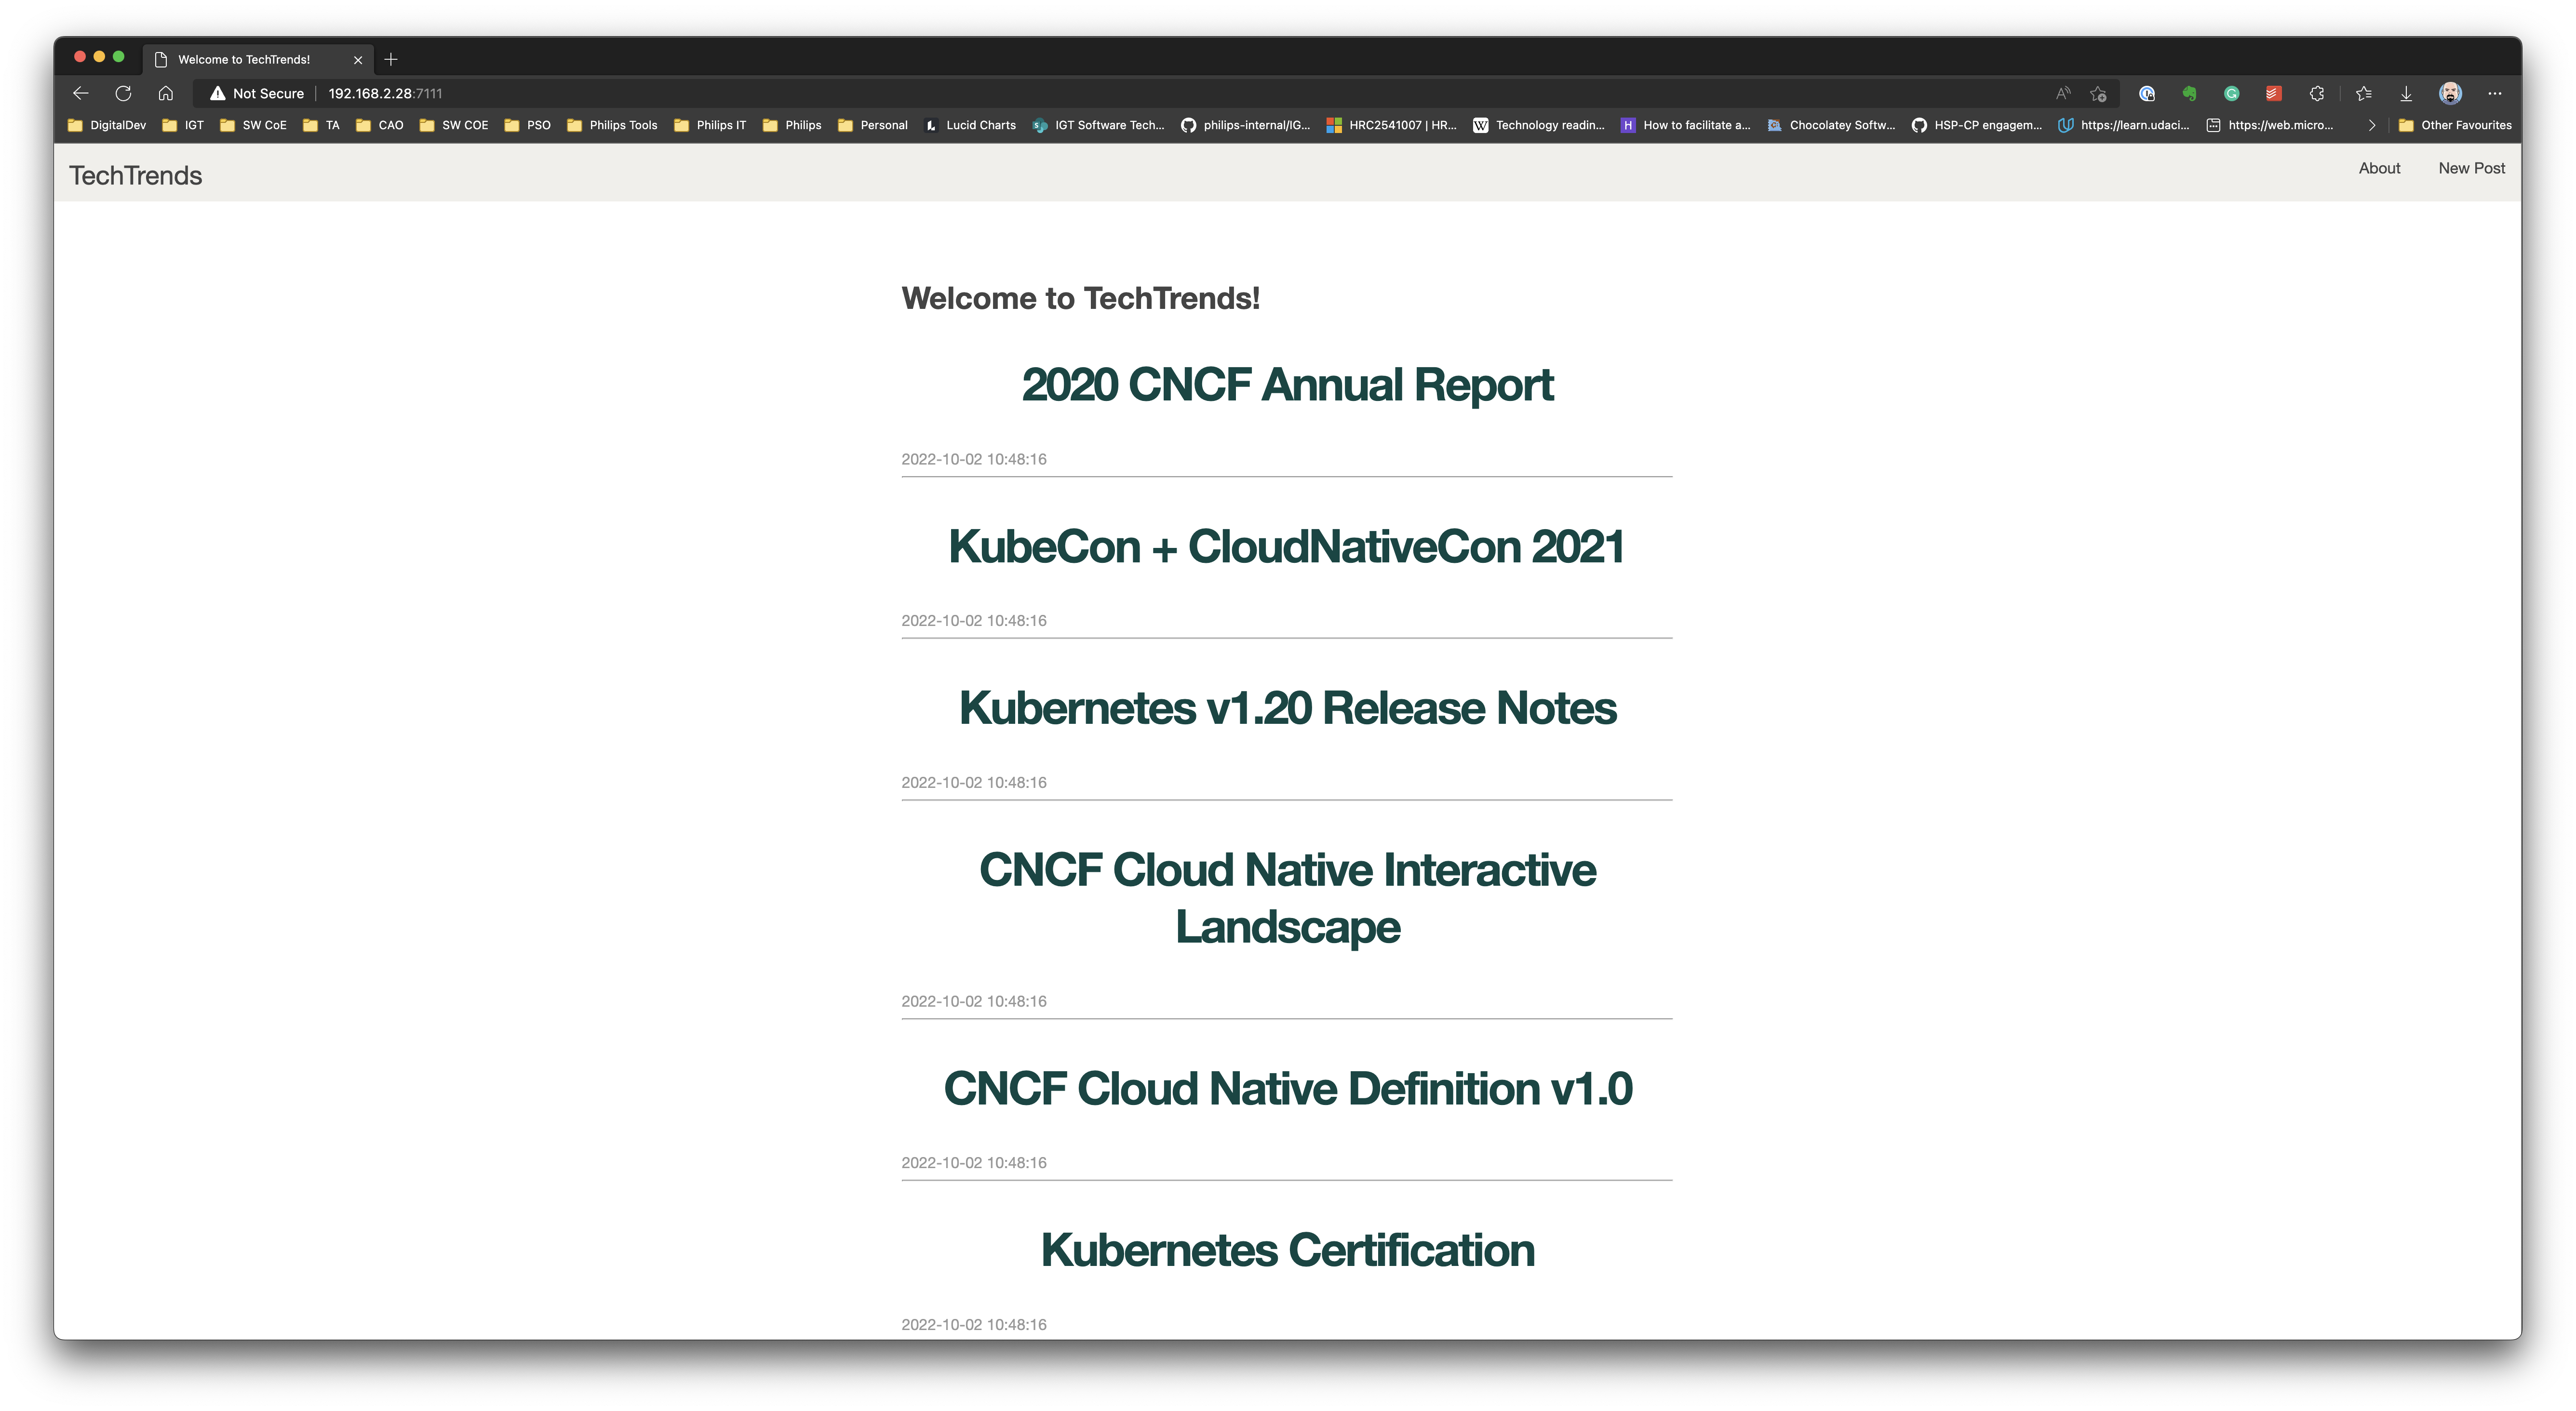 Welcome to TechTrends!
Not Secure 192.168.2.28:7111
DigitalDev IGT SW CoE TA CAO SW COE PSO Philips Tools Philips IT Philips Personal Lucid Charts IGT Software Tech... philips-internal/IG... HRC2541007 | HR... Technology readin... How to facilitate a... Chocolatey Softw... HSP-CP engagem... https://learn.udaci... https://web.micro... Other Favourites
TechTrends About New Post
Welcome to TechTrends!
2020 CNCF Annual Report
2022-10-02 10:48:16
KubeCon + CloudNativeCon 2021
2022-10-02 10:48:16
Kubernetes v1.20 Release Notes
2022-10-02 10:48:16
CNCF Cloud Native Interactive
Landscape
2022-10-02 10:48:16
CNCF Cloud Native Definition v1.0
2022-10-02 10:48:16
Kubernetes Certification
2022-10-02 10:48:16